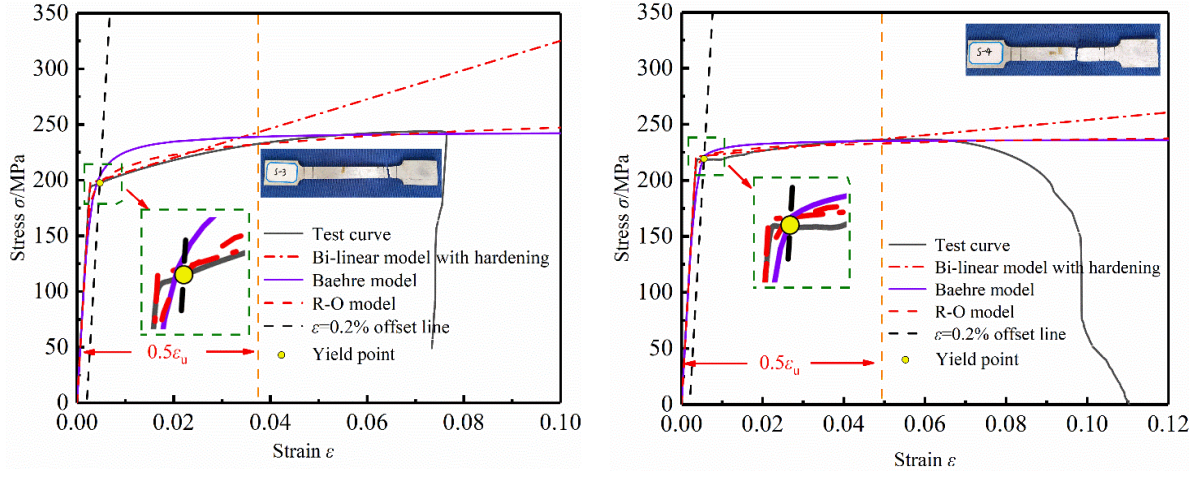 350
300
250
200
150
100
50
0
Stress σ/MPa
S-3
Test curve
Bi-linear model with hardening
Baehre model
R-O model
ε=0.2% offset line
Yield point
0.5εu
0.00 0.02 0.04 0.06 0.08 0.10
Strain ε
350
300
250
200
150
100
50
0
Stress σ/MPa
S-4
Test curve
Bi-linear model with hardening
Baehre model
R-O model
ε=0.2% offset line
Yield point
0.5εu
0.00 0.02 0.04 0.06 0.08 0.10 0.12
Strain ε